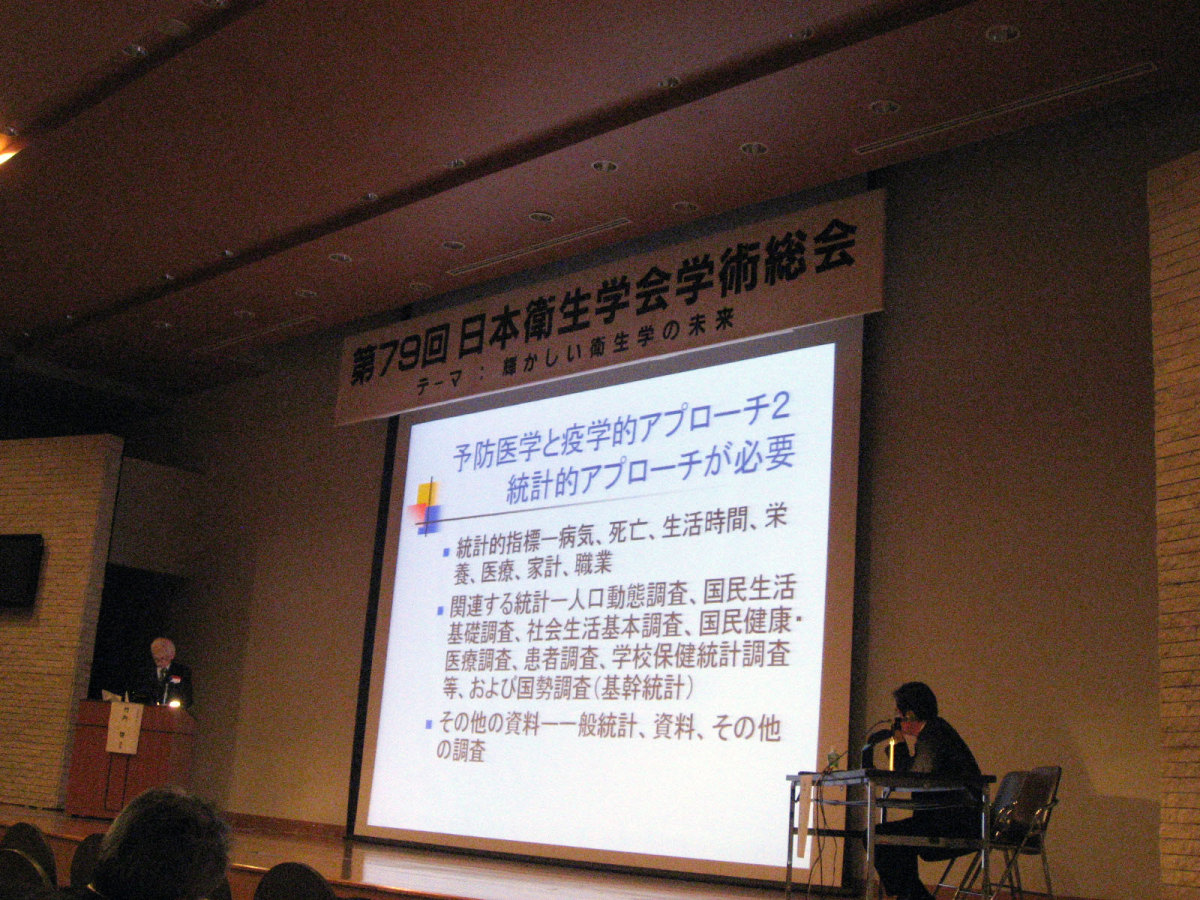 第79回 日本衛生学会学術総会
テーマ : 輝かしい衛生学の未来
予防医学と疫学的アプローチ2
統計的アプローチが必要
統計的指標ー病気、死亡、生活時間、栄
養、医療、家計、職業
関連する統計ー人口動態調査、国民生活
基礎調査、社会生活基本調査、国民健康・
医療調査、患者調査、学校保健統計調査
等、および国勢調査(基幹統計)
その他の資料ー一般統計、資料、その他
の調査